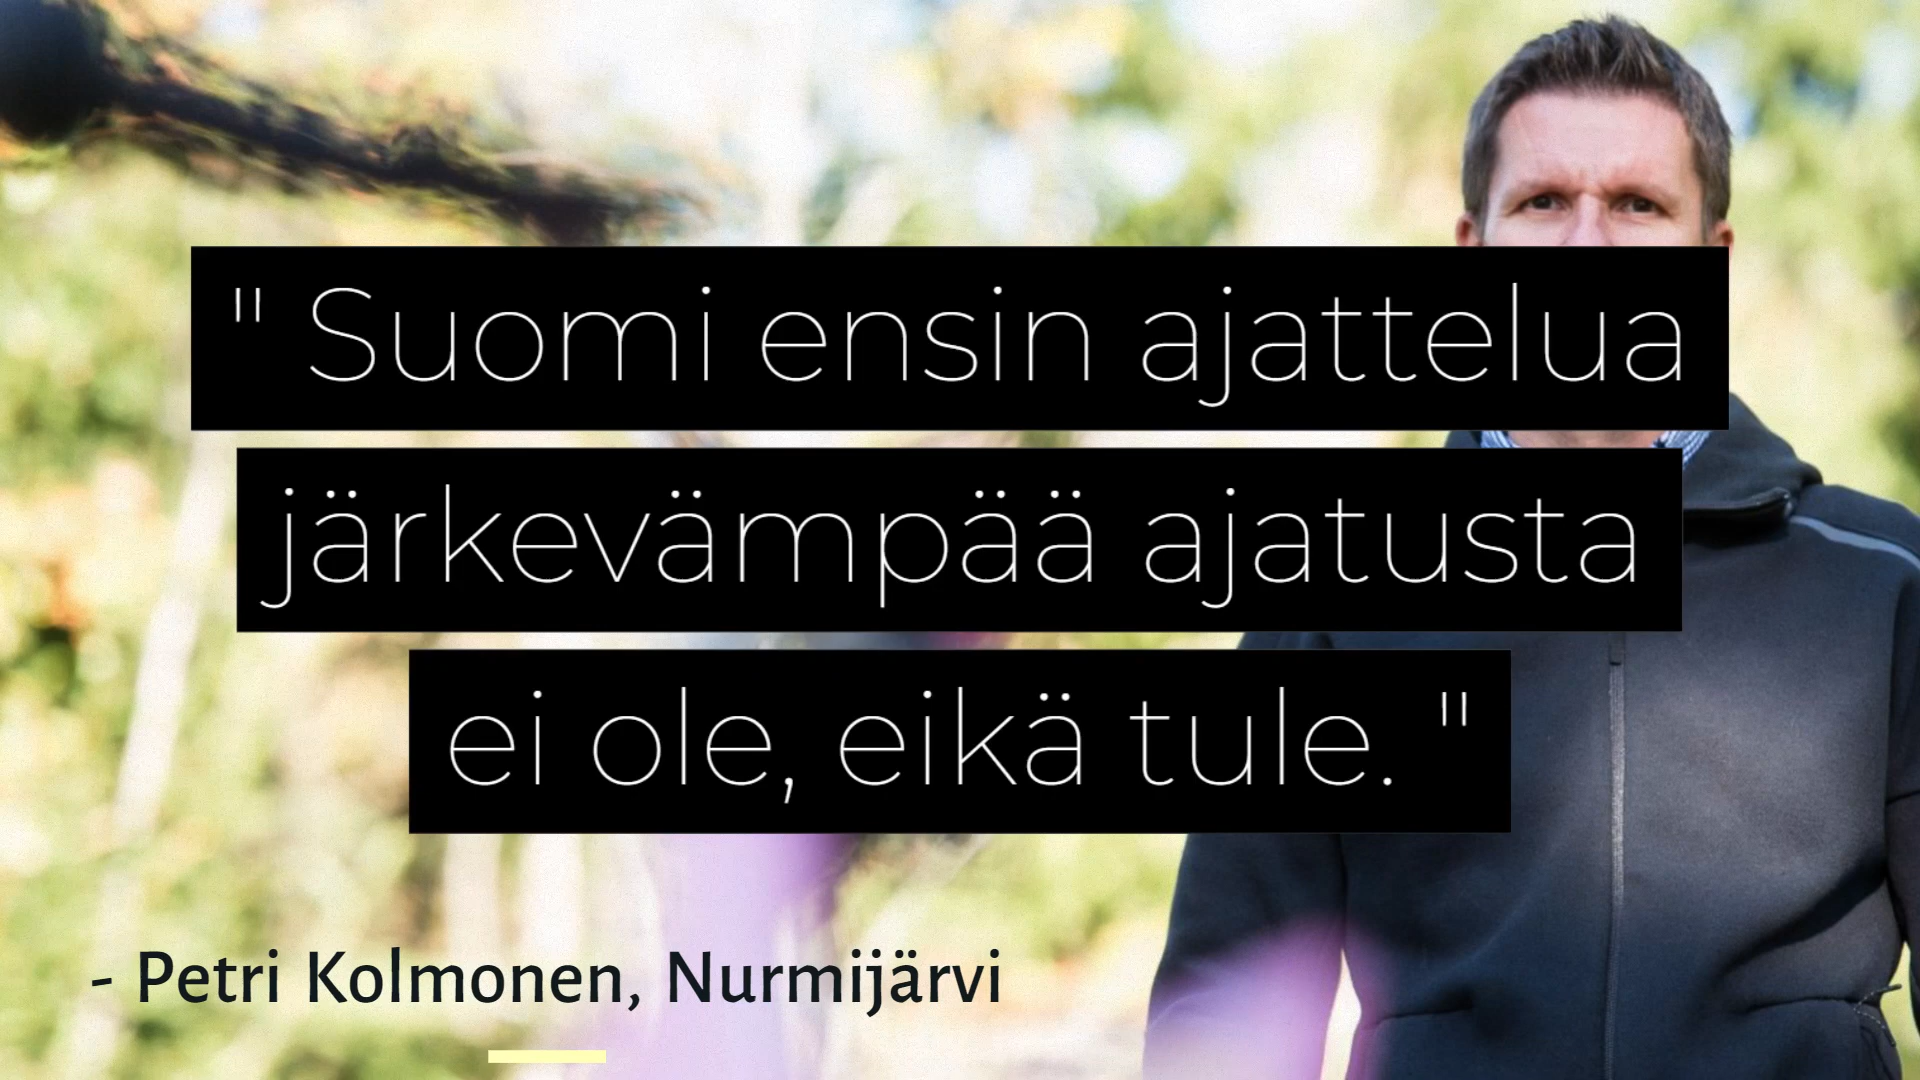 " Suomi ensin ajattelua
järkevämpää ajatusta
ei ole, eikä tule. "
- Petri Kolmonen, Nurmijärvi